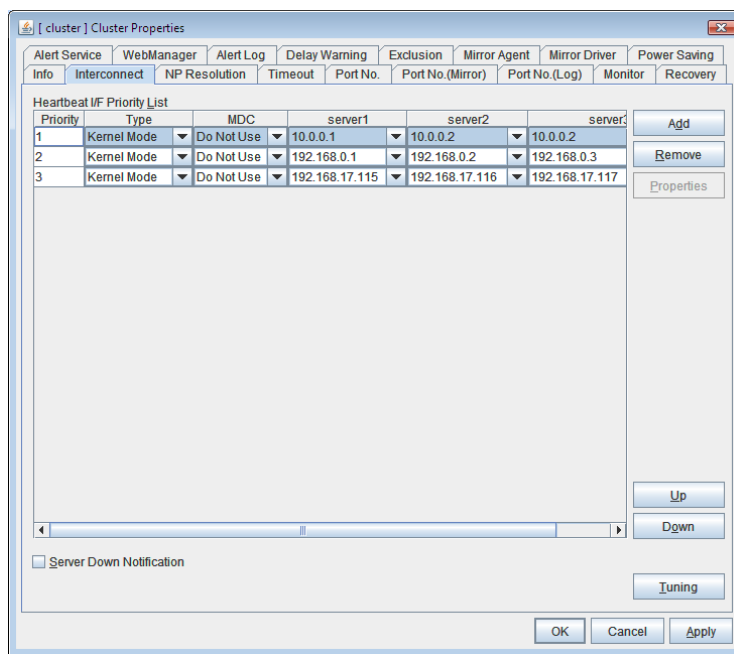 [ cluster ] Cluster Properties
Alert Service WebManager Alert Log Delay Warning Exclusion Mirror Agent Mirror Driver Power Saving
Info Interconnect NP Resolution Timeout Port No. Port No.(Mirror) Port No.(Log) Monitor Recovery
Heartbeat I/F Priority List
Priority Type MDC server1 server2 server3
1 Kernel Mode Do Not Use 10.0.0.1 10.0.0.2 10.0.0.2
2 Kernel Mode Do Not Use 192.168.0.1 192.168.0.2 192.168.0.3
3 Kernel Mode Do Not Use 192.168.17.115 192.168.17.116 192.168.17.117
Add
Remove
Properties
Up
Down
Server Down Notification
Tuning
OK Cancel Apply